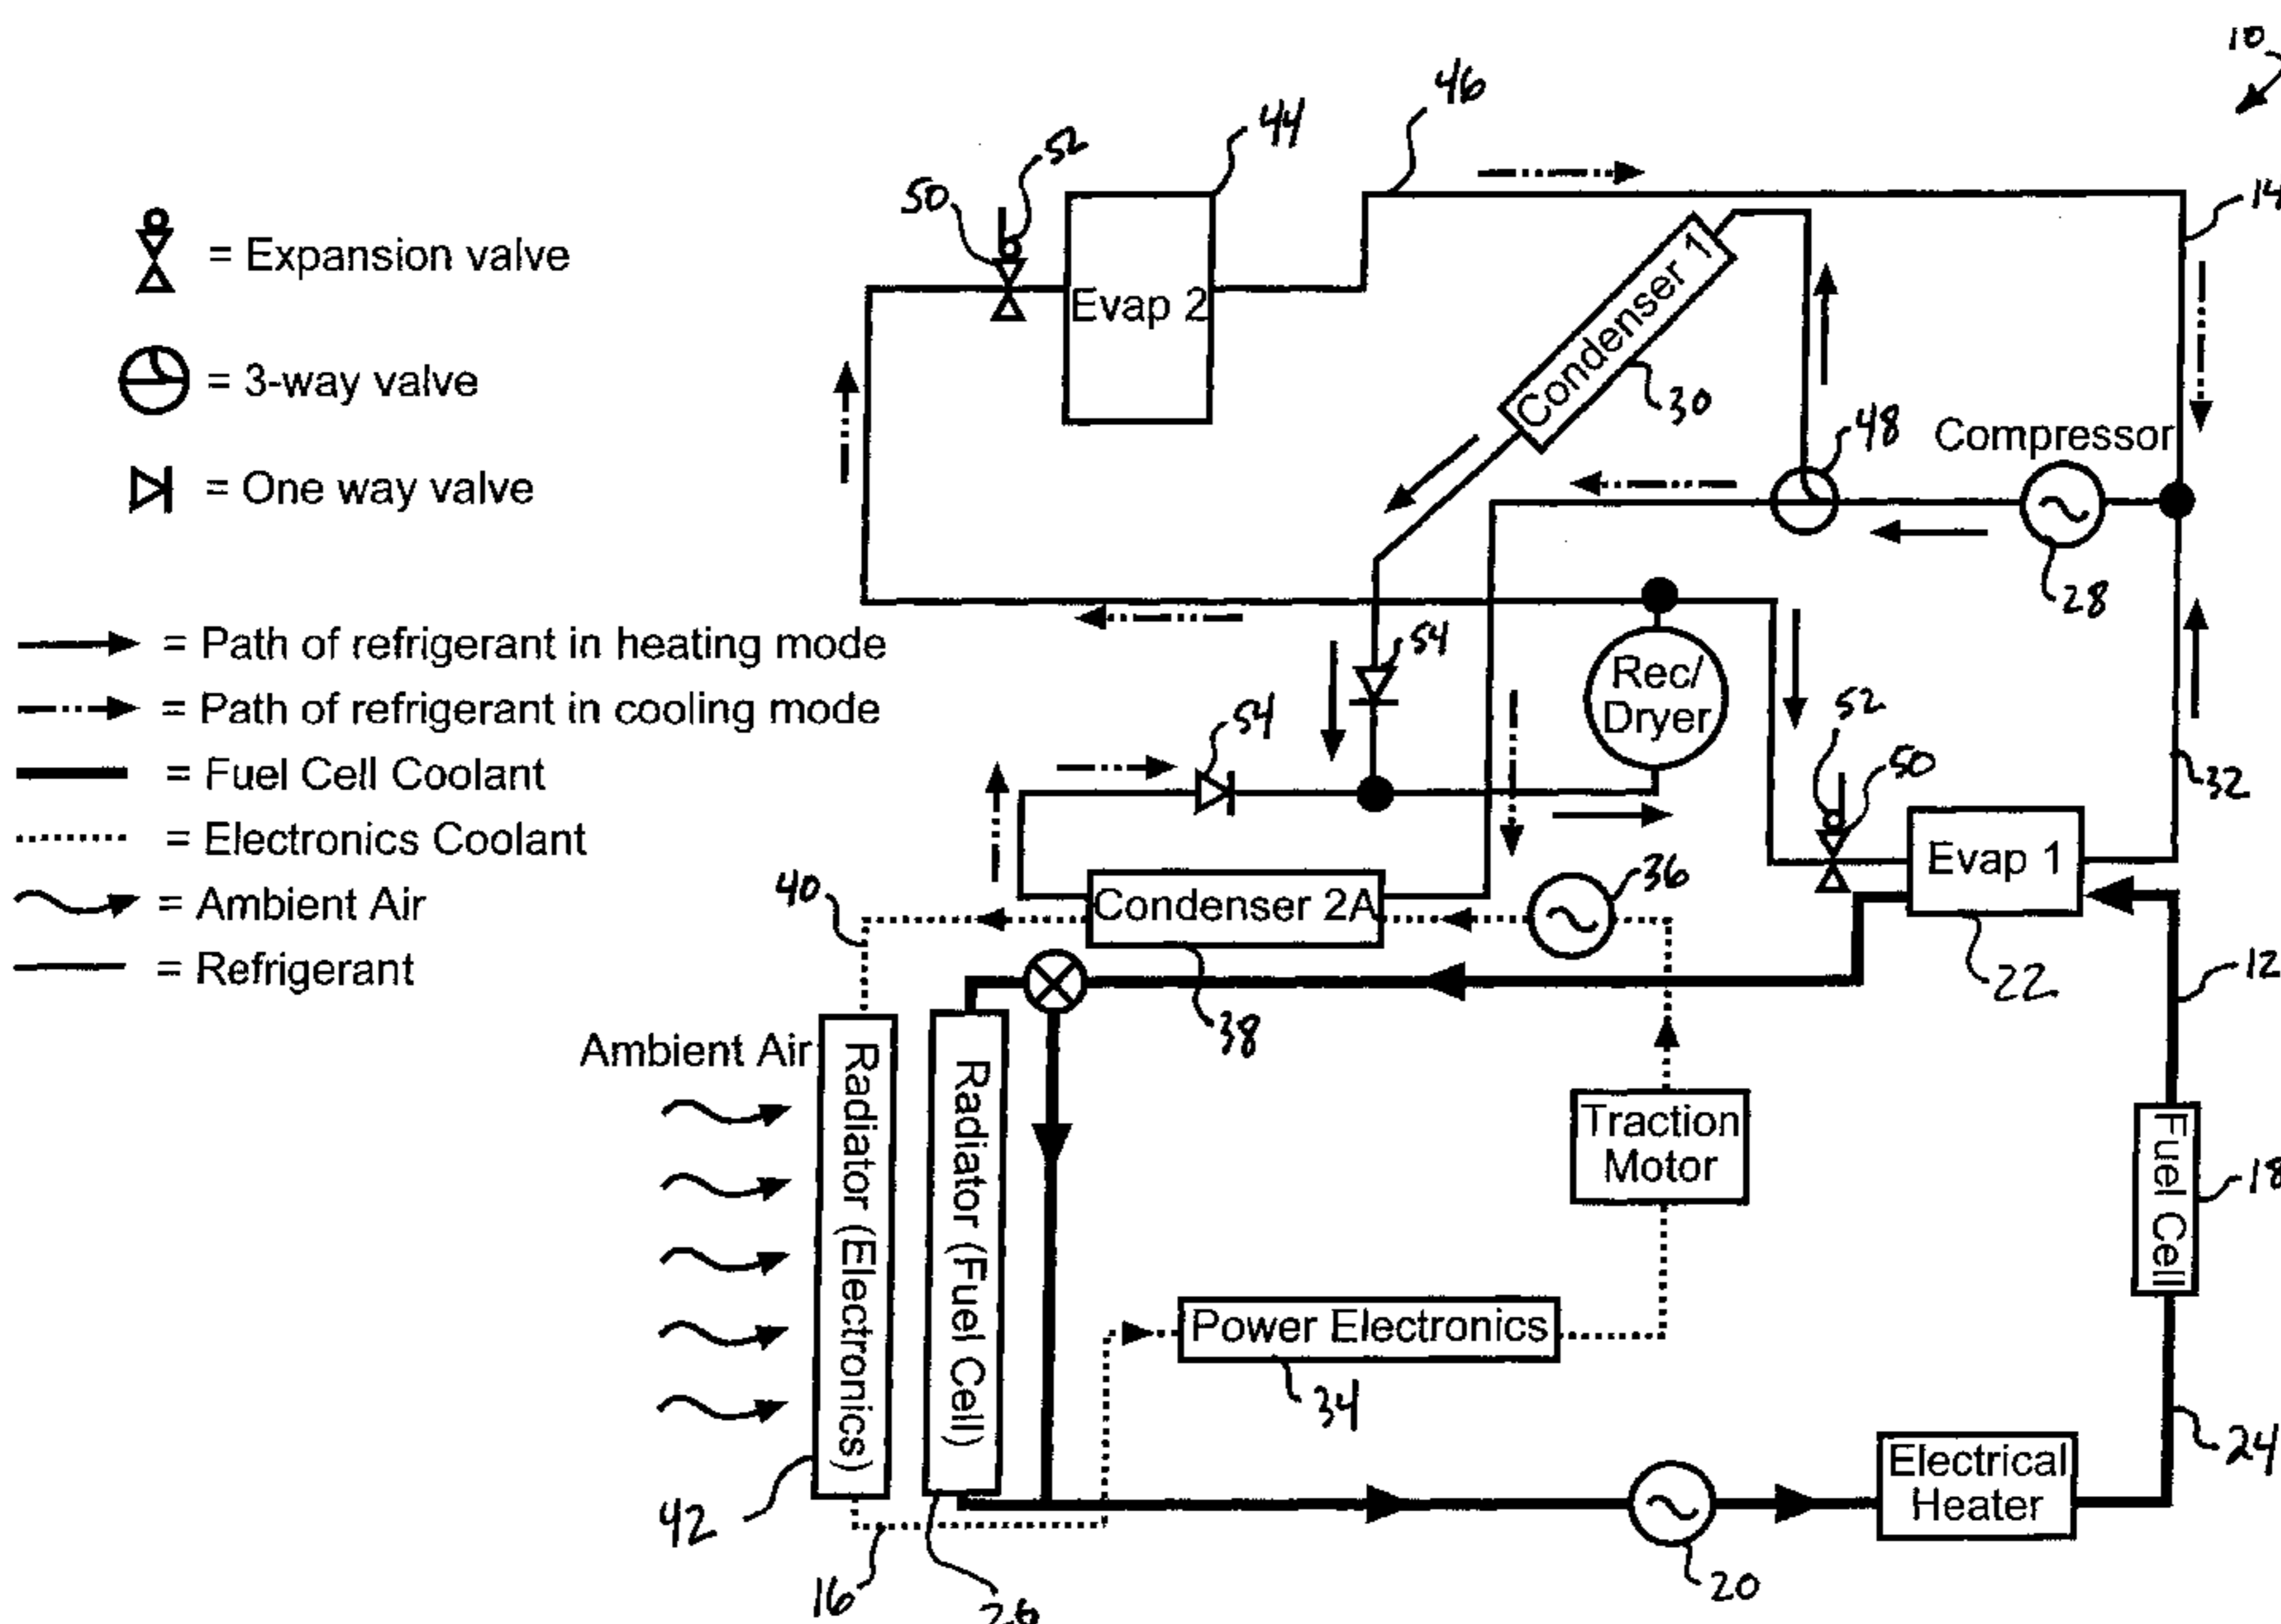 10
46
44
52
50
14
= Expansion valve
Evap 2
Condenser 1
30
= 3-way valve
48
Compressor
= One way valve
28
= Path of refrigerant in heating mode
54
Rec/
Dryer
= Path of refrigerant in cooling mode
54
52
50
= Fuel Cell Coolant
32
= Electronics Coolant
Evap 1
40
36
= Ambient Air
Condenser 2A
= Refrigerant
22
12
38
Ambient Air
Radiator (Electronics)
Radiator (Fuel Cell)
Traction
Motor
Fuel Cell
18
Power Electronics
34
24
Electrical
Heater
42
16
20